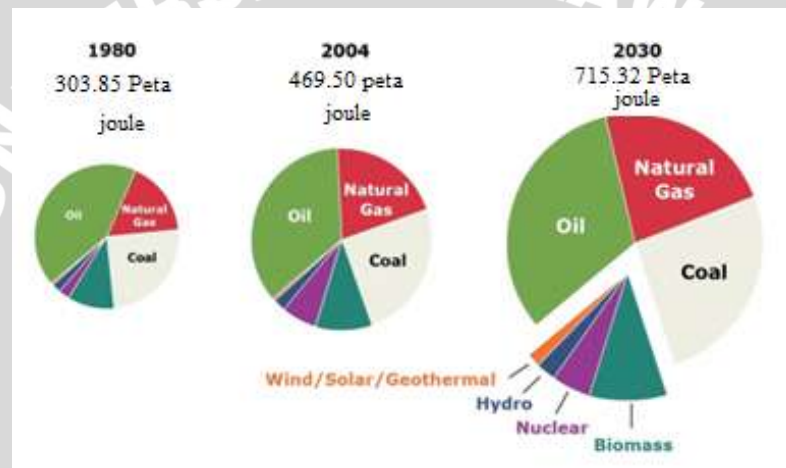 1980
303.85 Peta
joule
2004
469.50 peta
joule
2030
715.32 Peta
joule
Oil
Natural
Gas
Coal
Oil
Natural
Gas
Coal
Oil
Natural
Gas
Coal
Wind/Solar/Geothermal
Hydro
Nuclear
Biomass